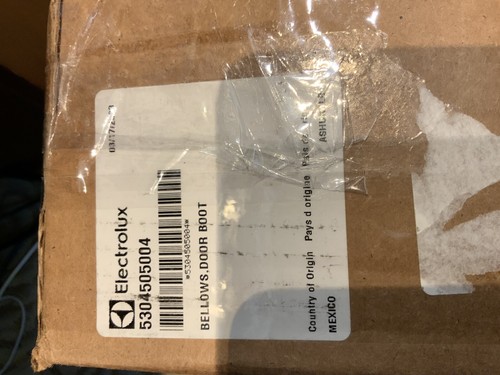 Electrolux
5304505004
*5304505004*
BELLOWS,DOOR BOOT
Country of Origin Pays d origine
MEXICO